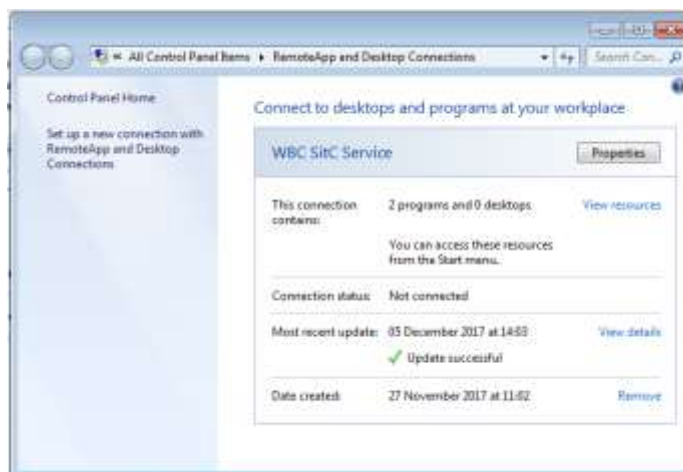 « All Control Panel Items ▸ RemoteApp and Desktop Connections
Search Con...
Control Panel Home
Set up a new connection with
RemoteApp and Desktop
Connections
Connect to desktops and programs at your workplace
WBC SitC Service
Properties
This connection contains: 2 programs and 0 desktops View resources
You can access these resources
from the Start menu.
Connection status: Not connected
Most recent update: 05 December 2017 at 14:03 View details
Update successful
Date created: 27 November 2017 at 11:02 Remove